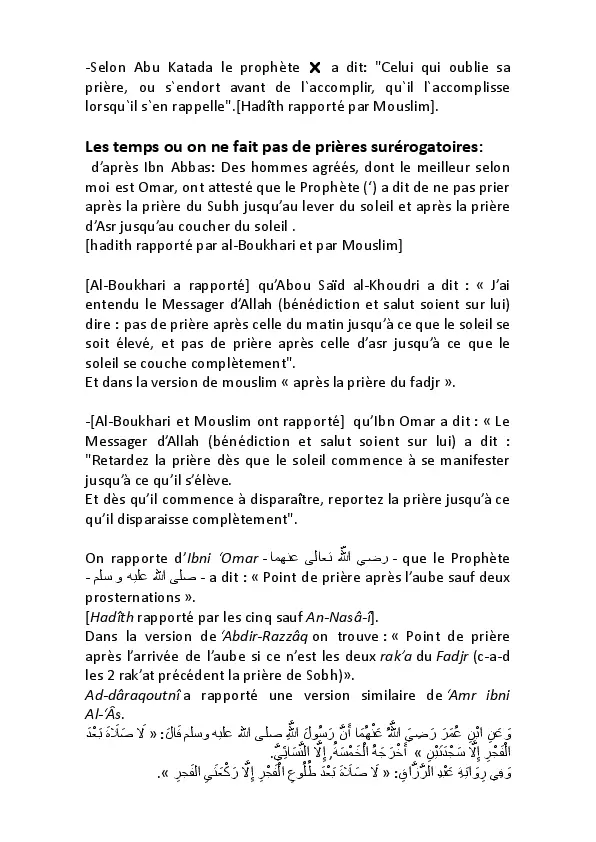 -Selon Abu Katada le prophète ❌ a dit: "Celui qui oublie sa
prière, ou s`endort avant de l`accomplir, qu`il l`accomplisse
lorsqu`il s`en rappelle".[Hadîth rapporté par Mouslim].
Les temps ou on ne fait pas de prières surérogatoires:
d’après Ibn Abbas: Des hommes agréés, dont le meilleur selon
moi est Omar, ont attesté que le Prophète (‘) a dit de ne pas prier
après la prière du Subh jusqu’au lever du soleil et après la prière
d’Asr jusqu’au coucher du soleil .
[hadith rapporté par al-Boukhari et par Mouslim]
[Al-Boukhari a rapporté] qu’Abou Saïd al-Khoudri a dit : « J’ai
entendu le Messager d’Allah (bénédiction et salut soient sur lui)
dire : pas de prière après celle du matin jusqu’à ce que le soleil se
soit élevé, et pas de prière après celle d’asr jusqu’à ce que le
soleil se couche complètement".
Et dans la version de mouslim « après la prière du fadjr ».
-[Al-Boukhari et Mouslim ont rapporté] qu’Ibn Omar a dit : « Le
Messager d’Allah (bénédiction et salut soient sur lui) a dit :
"Retardez la prière dès que le soleil commence à se manifester
jusqu’à ce qu’il s’élève.
Et dès qu’il commence à disparaître, reportez la prière jusqu’à ce
qu’il disparaisse complètement".
On rapporte d’Ibni ‘Omar - رضي الله تعالى عنهما - que le Prophète
- صلى الله عليه و سلم - a dit : « Point de prière après l’aube sauf deux
prosternations ».
[Hadîth rapporté par les cinq sauf An-Nasâ-î].
Dans la version de ‘Abdir-Razzâq on trouve : « Point de prière
après l’arrivée de l’aube si ce n’est les deux rak’a du Fadjr (c-a-d
les 2 rak’at précédent la prière de Sobh)».
Ad-dâraqoutnî a rapporté une version similaire de ‘Amr ibni
Al-‘Âs.
وَعَنِ ابْنِ عُمَرَ رَضِيَ اللَّهُ عَنْهُمَا أَنَّ رَسُولَ اللَّهِ صلى الله عليه وسلم قَالَ: « لَا صَلَاةَ بَعْدَ
الْفَجْرِ إِلَّا سَجْدَتَيْنِ » أَخْرَجَهُ الْخَمْسَةُ, إِلَّا النَّسَائِيَّ.
وَفِي رِوَايَةِ عَبْدِ الرَّزَّاقِ: « لَا صَلَاةَ بَعْدَ طُلُوعِ الْفَجْرِ إِلَّا رَكْعَتَيِ الْفَجرِ ».